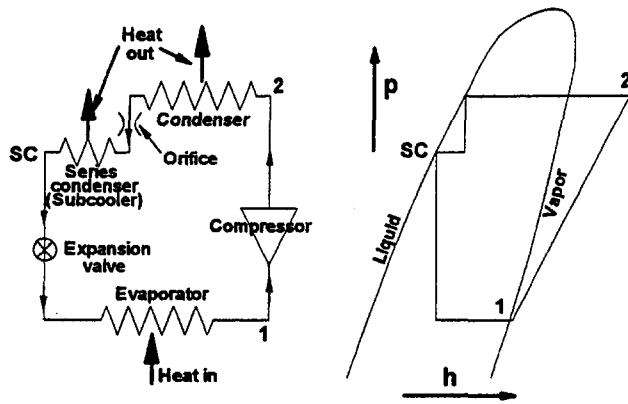 Heat
out
2
Condenser
Orifice
SC
Series
condenser
(Subcooler)
Compressor
Expansion
valve
Evaporator
1
Heat in
p
2
SC
Liquid
Vapor
1
h